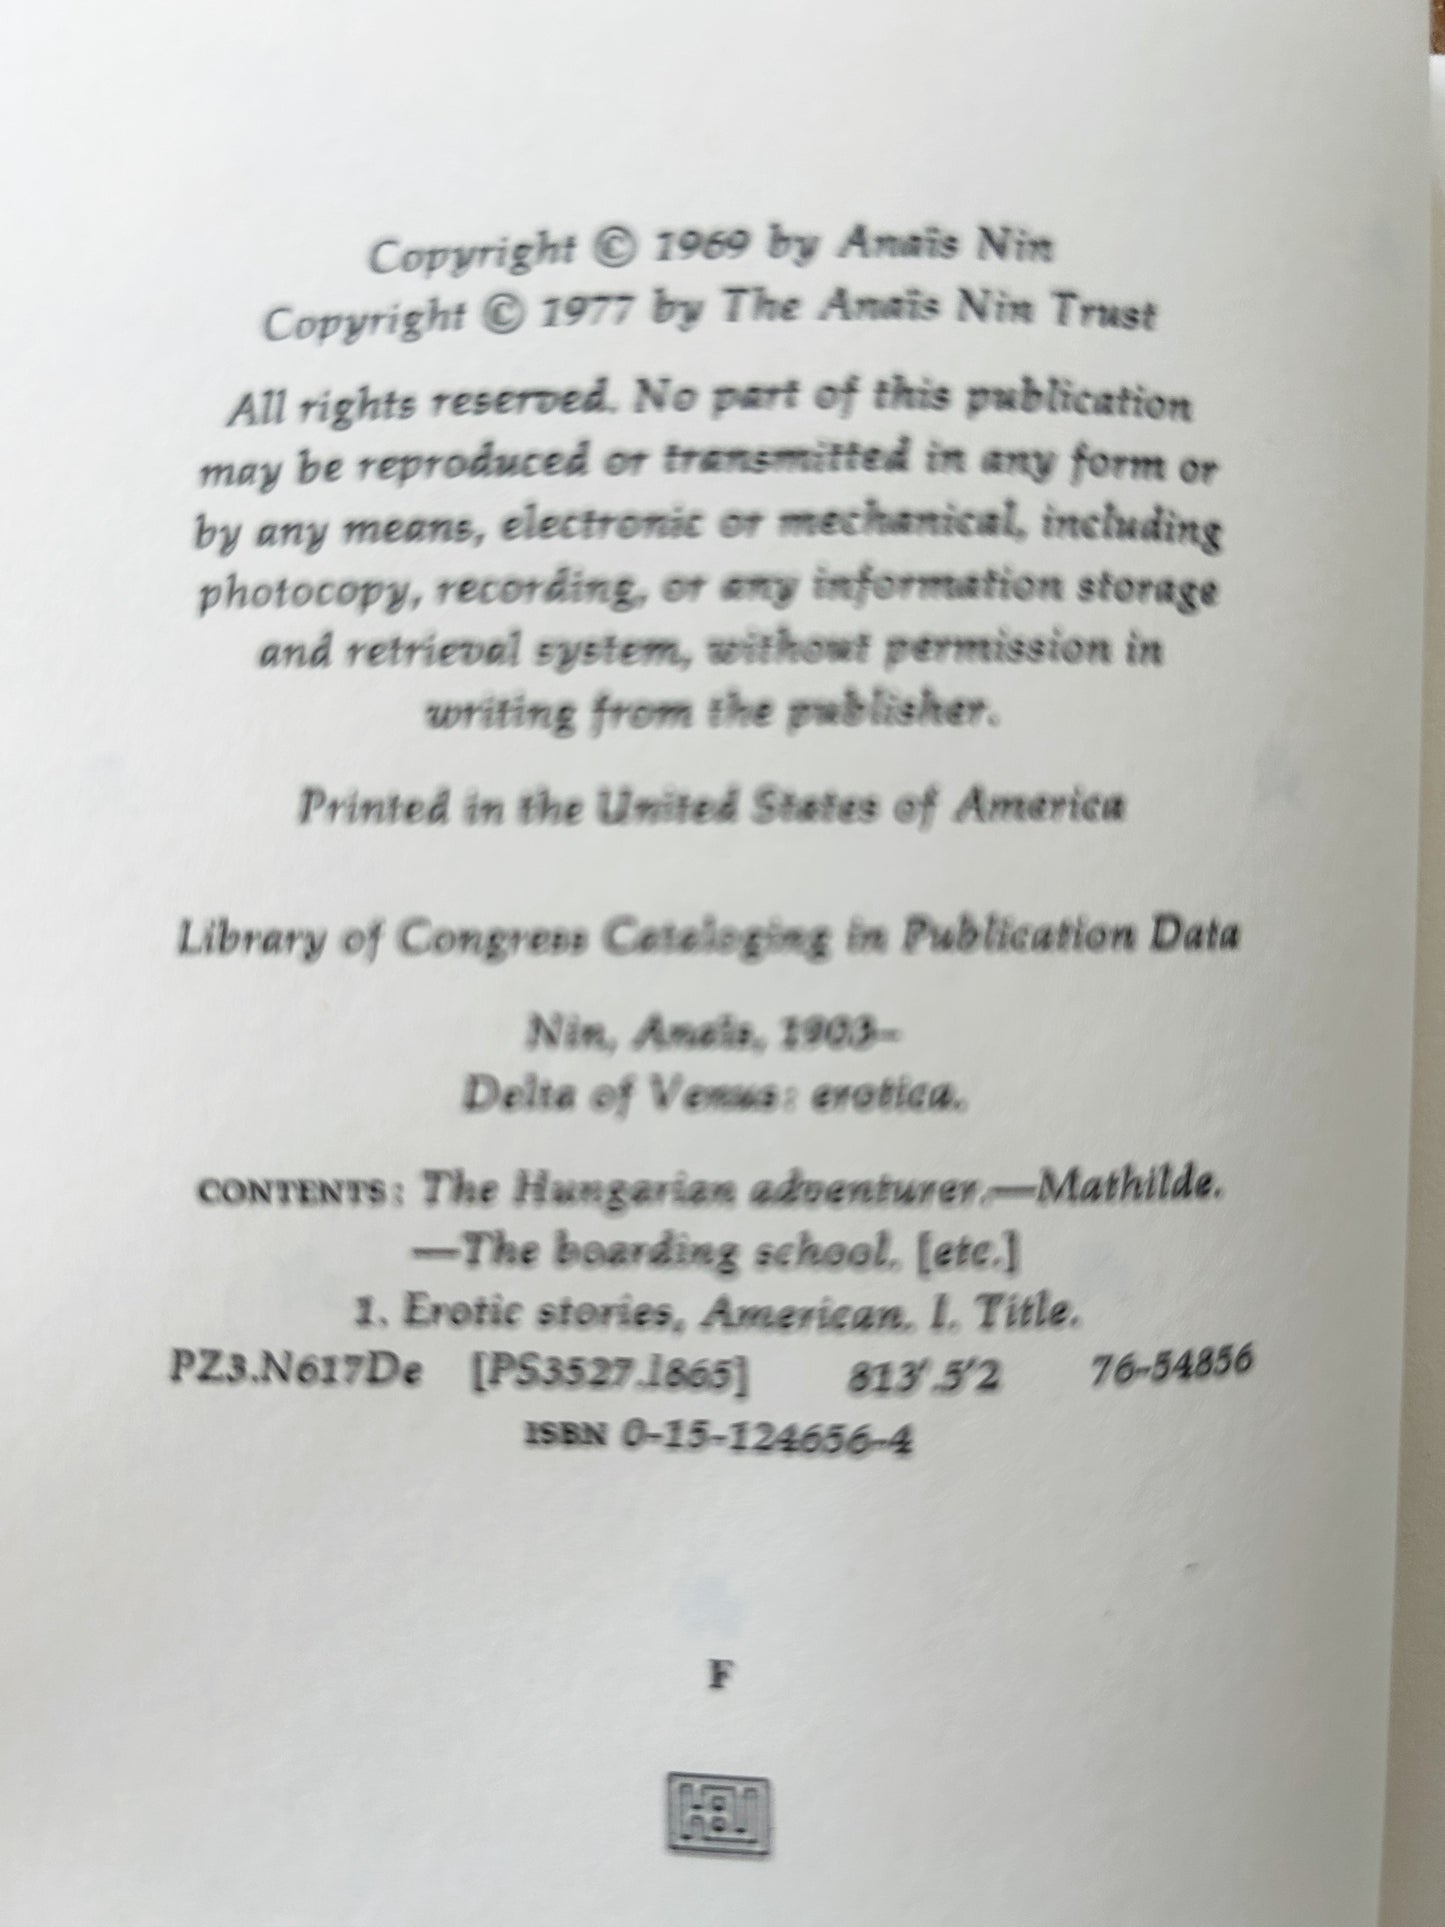 Copyright © 1969 by Anaïs Nin
Copyright © 1977 by The Anaïs Nin Trust
All rights reserved. No part of this publication
may be reproduced or transmitted in any form or
by any means, electronic or mechanical, including
photocopy, recording, or any information storage
and retrieval system, without permission in
writing from the publisher.
Printed in the United States of America
Library of Congress Cataloging in Publication Data
Nin, Anaïs, 1903–
Delta of Venus: erotica.
CONTENTS: The Hungarian adventurer.—Mathilde.
—The boarding school. [etc.]
1. Erotic stories, American. I. Title.
PZ3.N617De [PS3527.I865] 813'.5'2 76-54856
ISBN 0-15-124656-4
F
HBJ